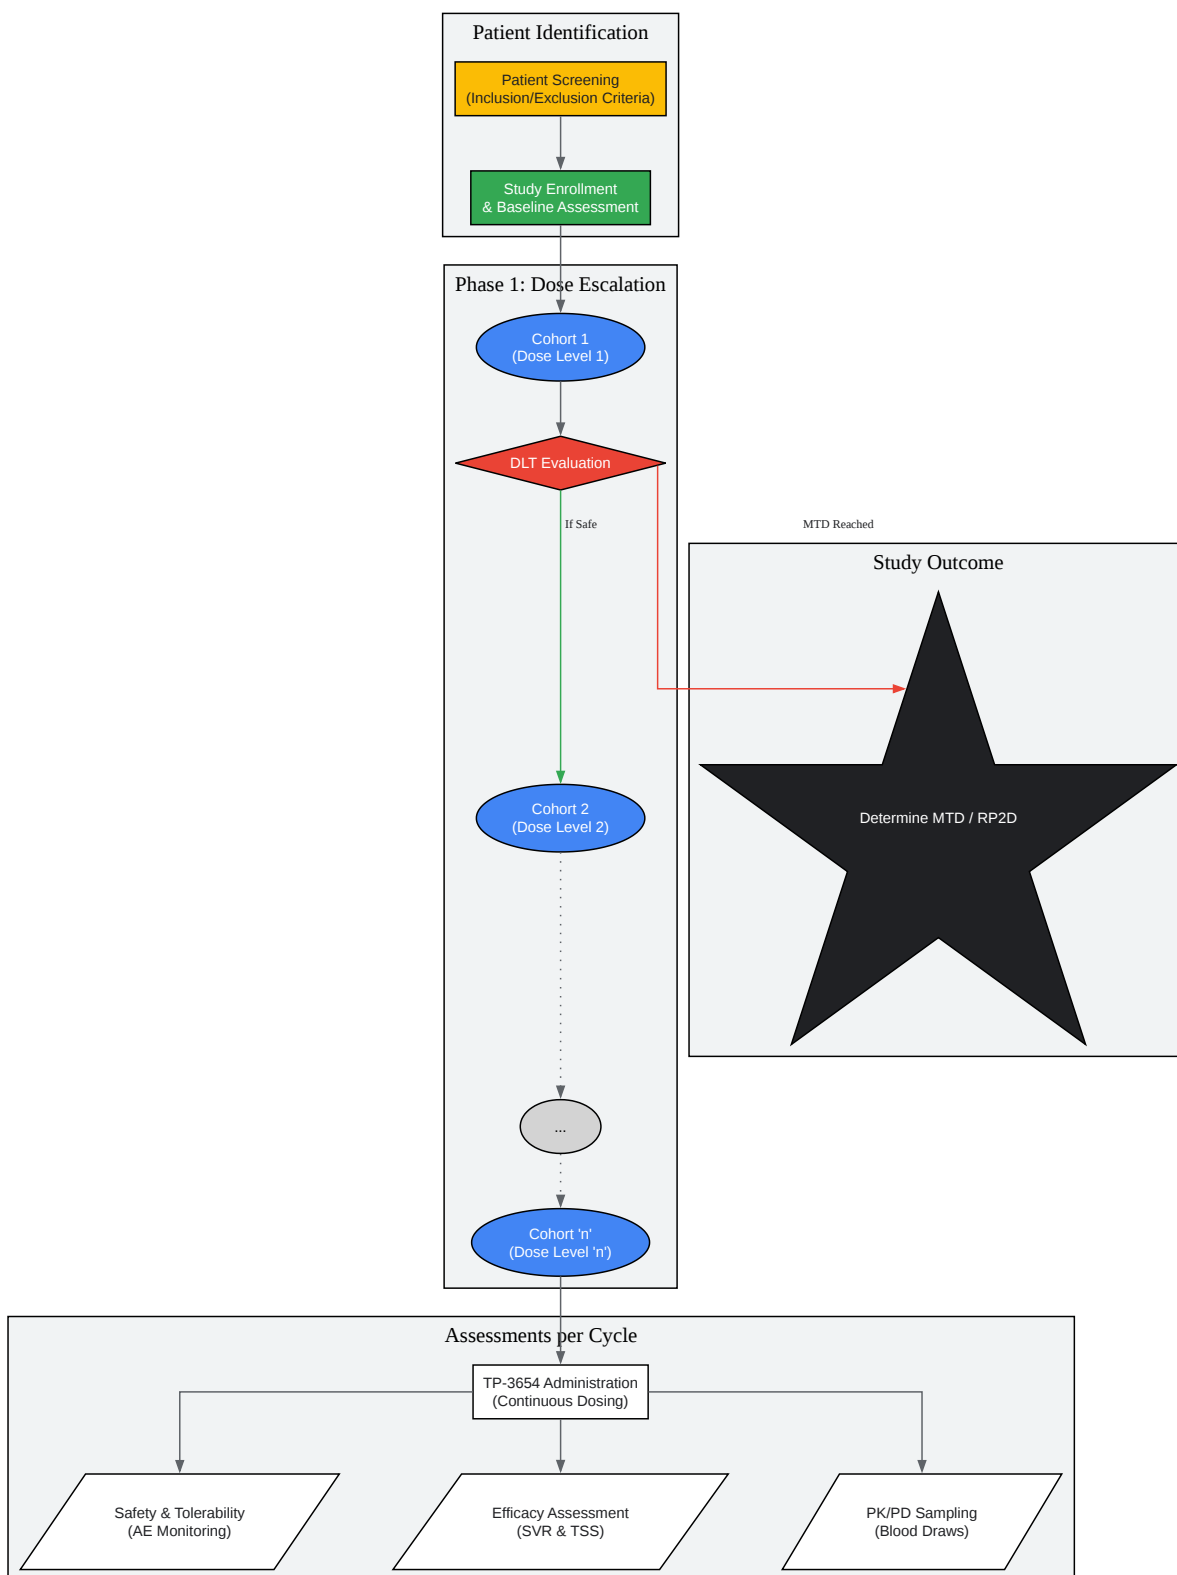 Patient Identification
Patient Screening
(Inclusion/Exclusion Criteria)
Study Enrollment
& Baseline Assessment
Phase 1: Dose Escalation
Cohort 1
(Dose Level 1)
DLT Evaluation
If Safe
MTD Reached
Study Outcome
Cohort 2
(Dose Level 2)
Determine MTD / RP2D
...
Cohort 'n'
(Dose Level 'n')
Assessments per Cycle
TP-3654 Administration
(Continuous Dosing)
Safety & Tolerability
(AE Monitoring)
Efficacy Assessment
(SVR & TSS)
PK/PD Sampling
(Blood Draws)